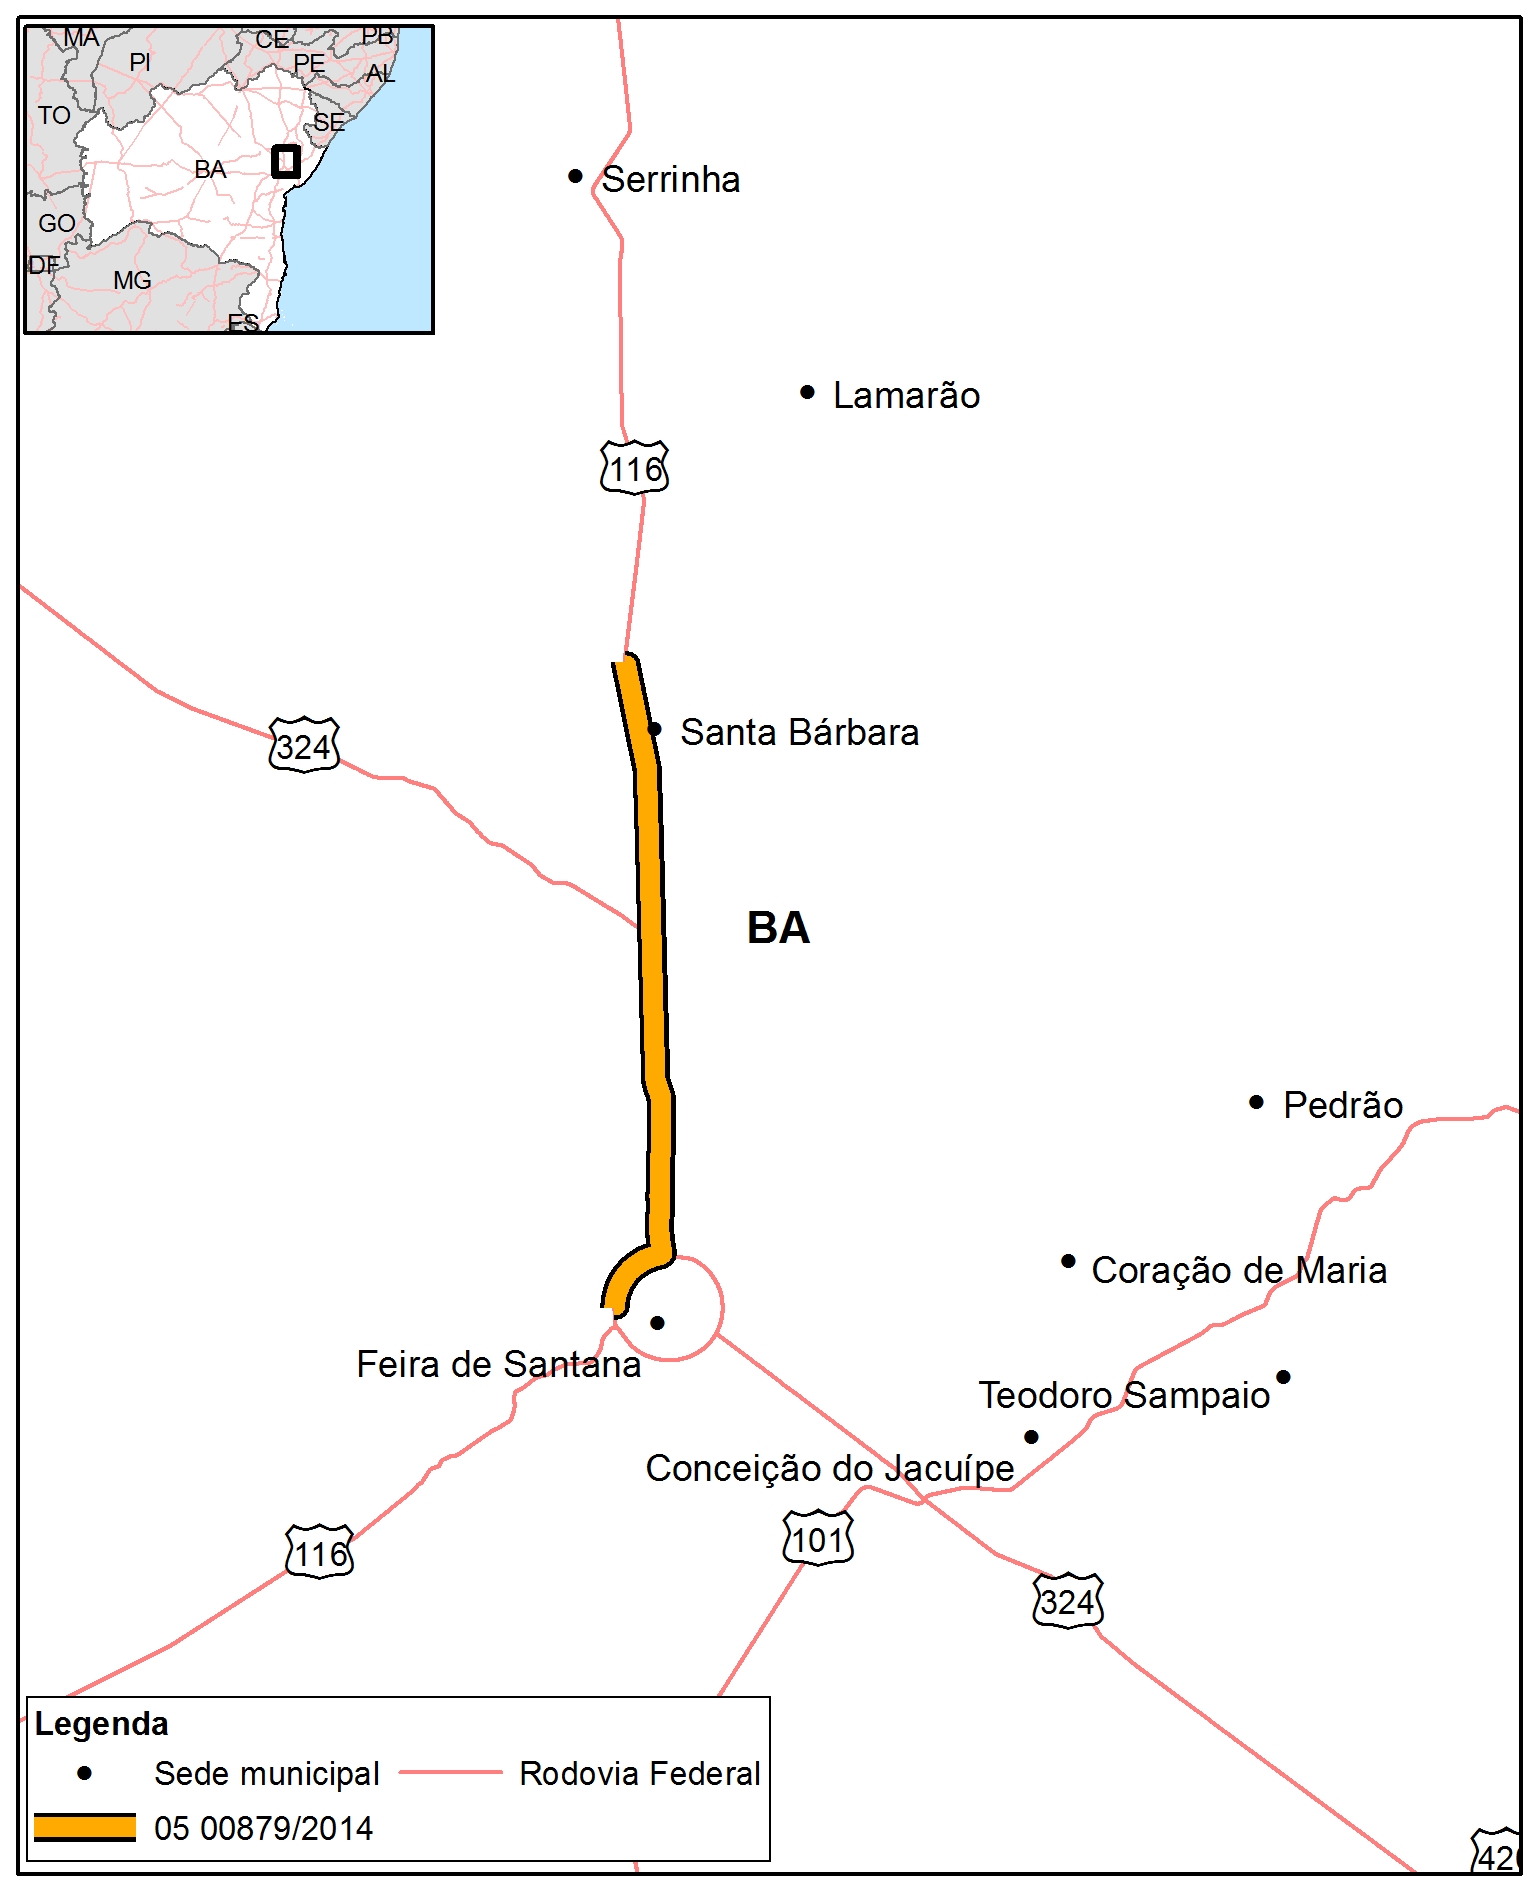 MA
CE
PB
PI
PE
AL
TO
SE
BA
GO
DF
MG
ES
Serrinha
Lamarão
116
Santa Bárbara
324
BA
Pedrão
Coração de Maria
Feira de Santana
Teodoro Sampaio
Conceição do Jacuípe
101
116
324
Legenda
Sede municipal
Rodovia Federal
05 00879/2014